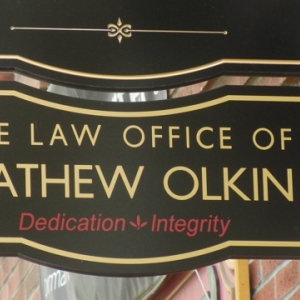 E LAW OFFICE OF
ATHEW OLKIN
Dedication Integrity